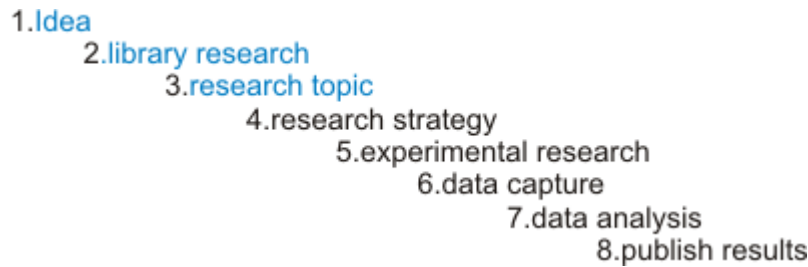 1.Idea
2.library research
3.research topic
4.research strategy
5.experimental research
6.data capture
7.data analysis
8.publish results